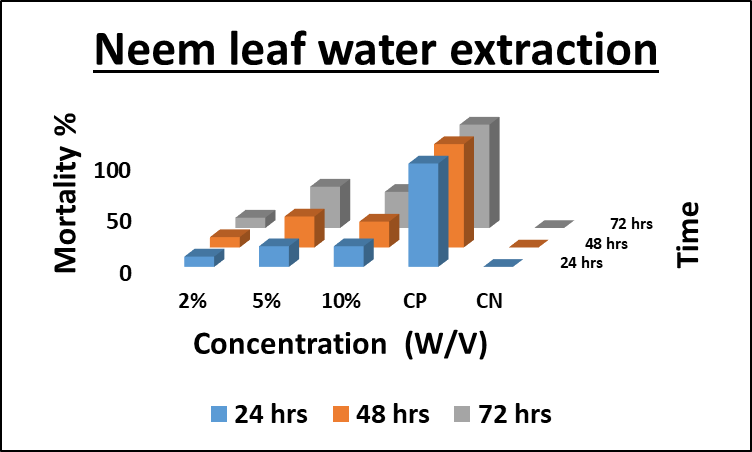 Neem leaf water extraction
Mortality %
100
50
0
2% 5% 10% CP CN
Concentration (W/V)
72 hrs
48 hrs
24 hrs
Time
24 hrs 48 hrs 72 hrs